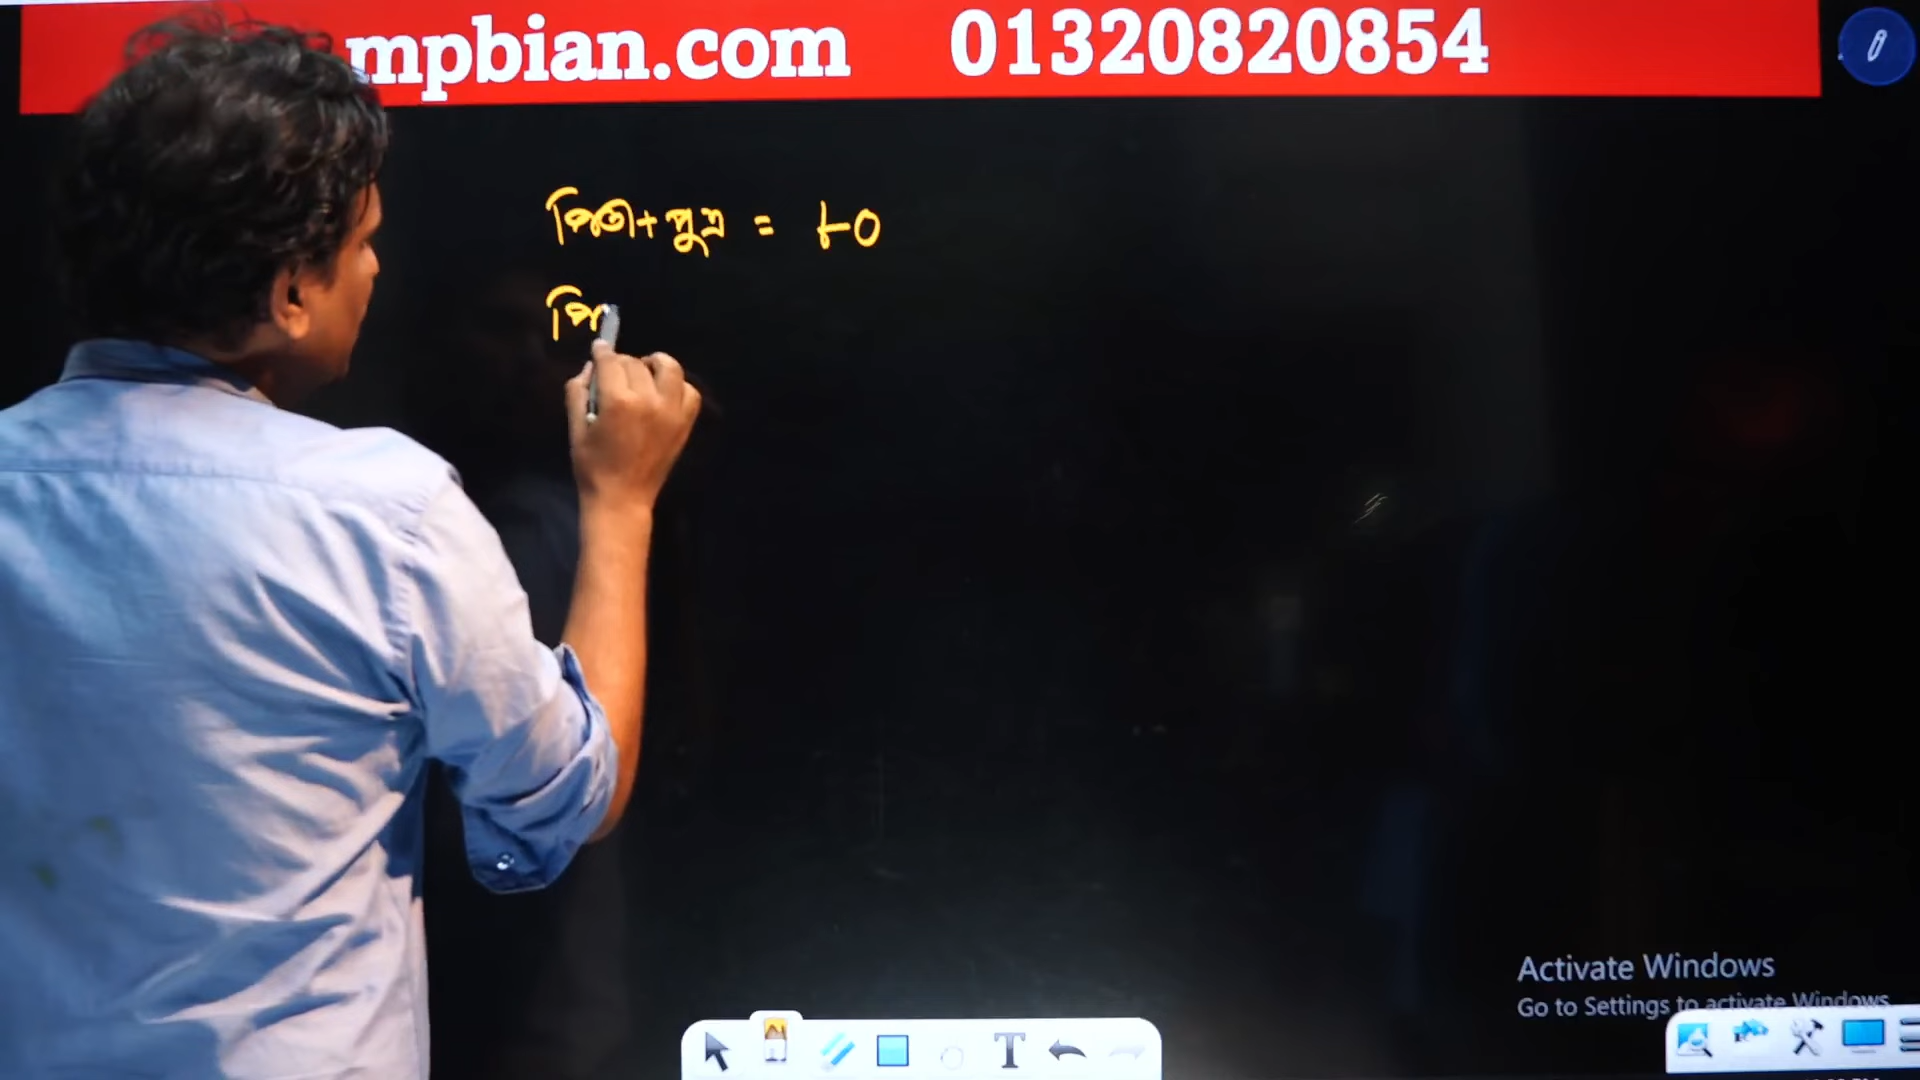 mpbian.com 01320820854
পিতা+পুত্র = ৮০
পি
Activate Windows
Go to Settings to activate Windows.
T